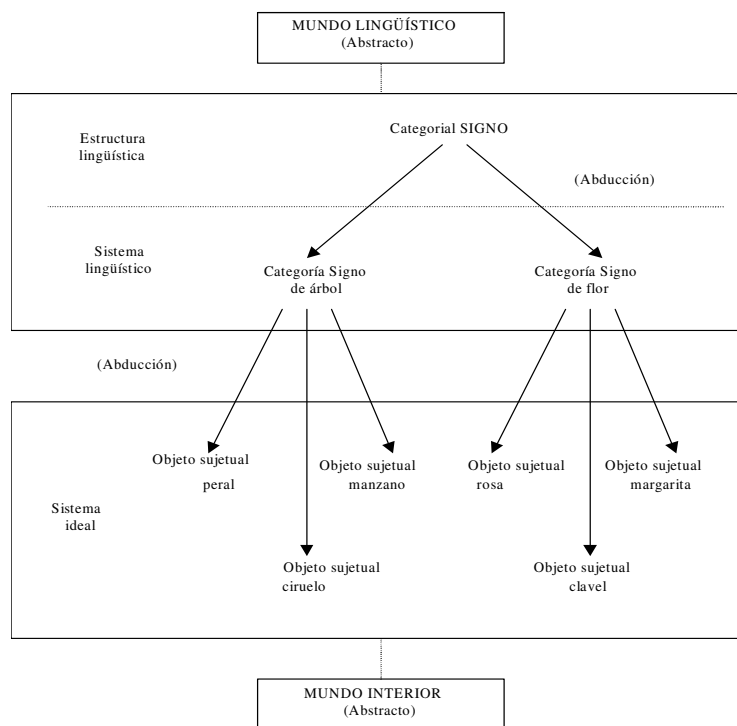 MUNDO LINGÜÍSTICO
(Abstracto)
Estructura
lingüística
Categorial SIGNO
(Abducción)
Sistema
lingüístico
Categoría Signo
de árbol
Categoría Signo
de flor
(Abducción)
Objeto sujetual
peral
Objeto sujetual
manzano
Objeto sujetual
rosa
Objeto sujetual
margarita
Sistema
ideal
Objeto sujetual
ciruelo
Objeto sujetual
clavel
MUNDO INTERIOR
(Abstracto)